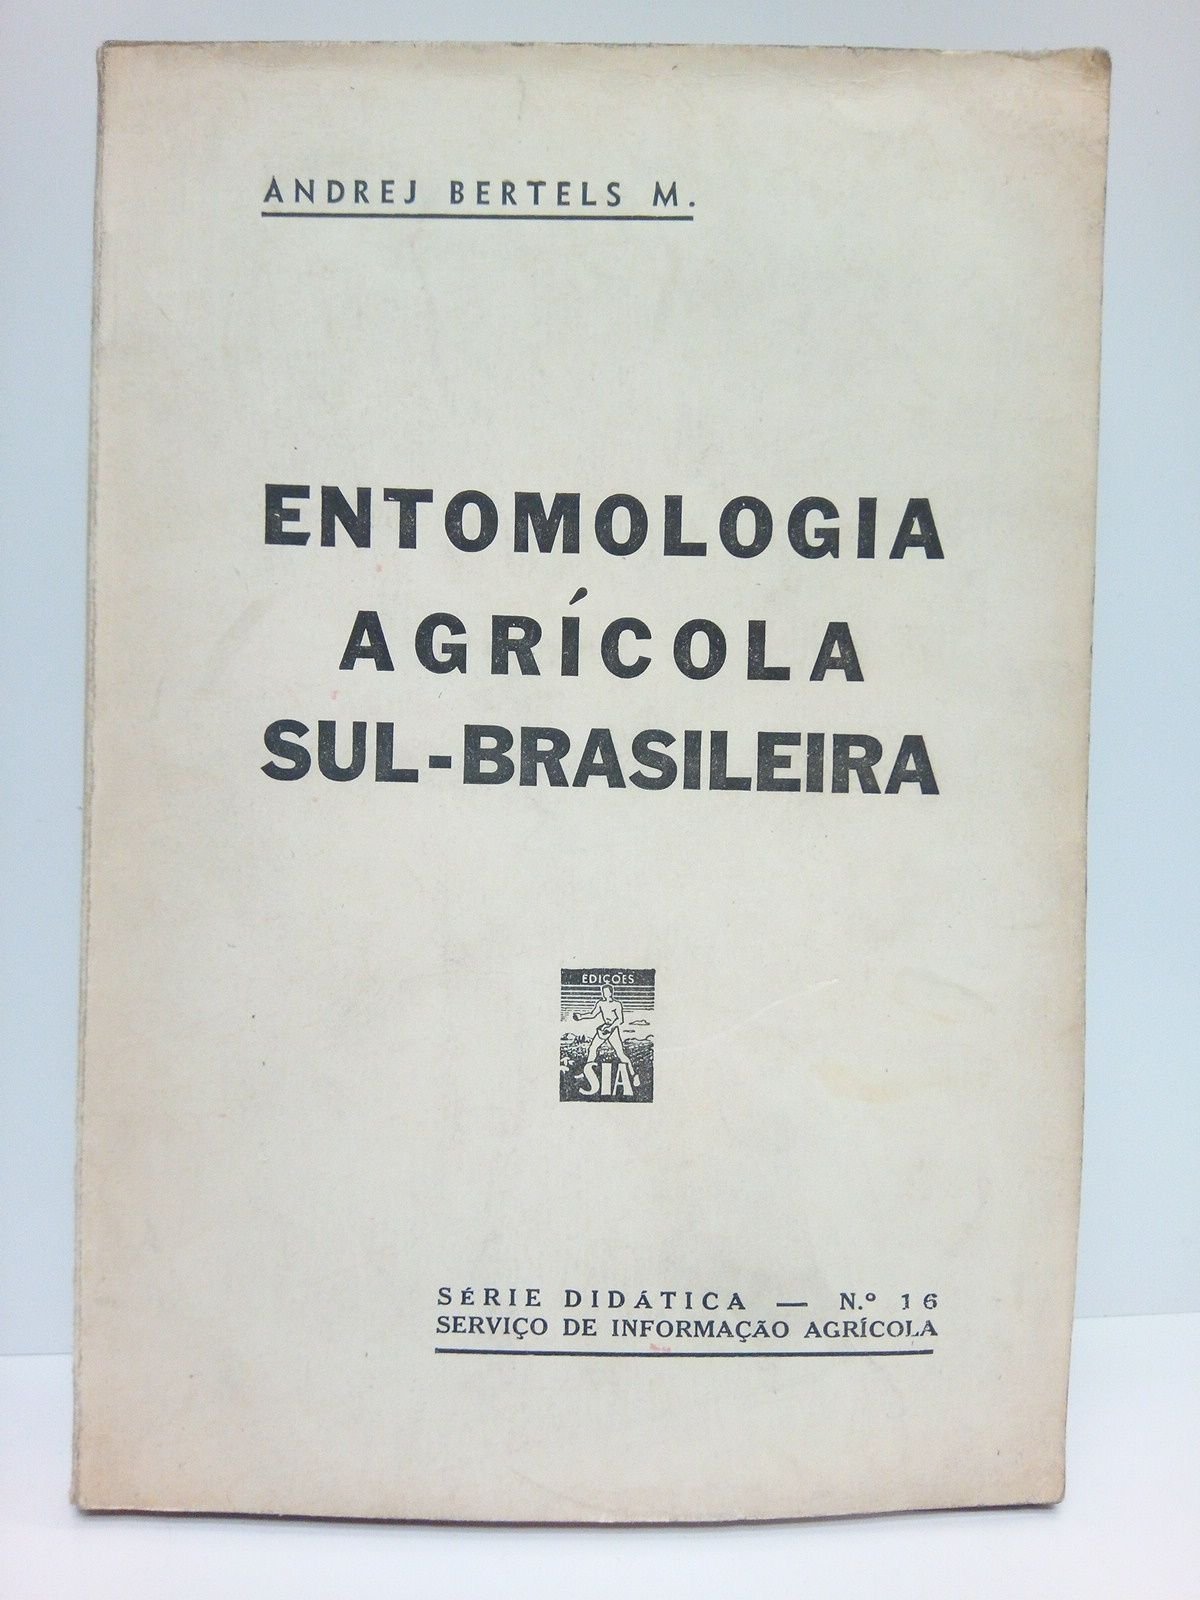 ANDREJ BERTELS M.
ENTOMOLOGIA
AGRÍCOLA
SUL-BRASILEIRA
EDIÇÕES
SIA
SÉRIE DIDÁTICA — N.º 16
SERVIÇO DE INFORMAÇÃO AGRÍCOLA